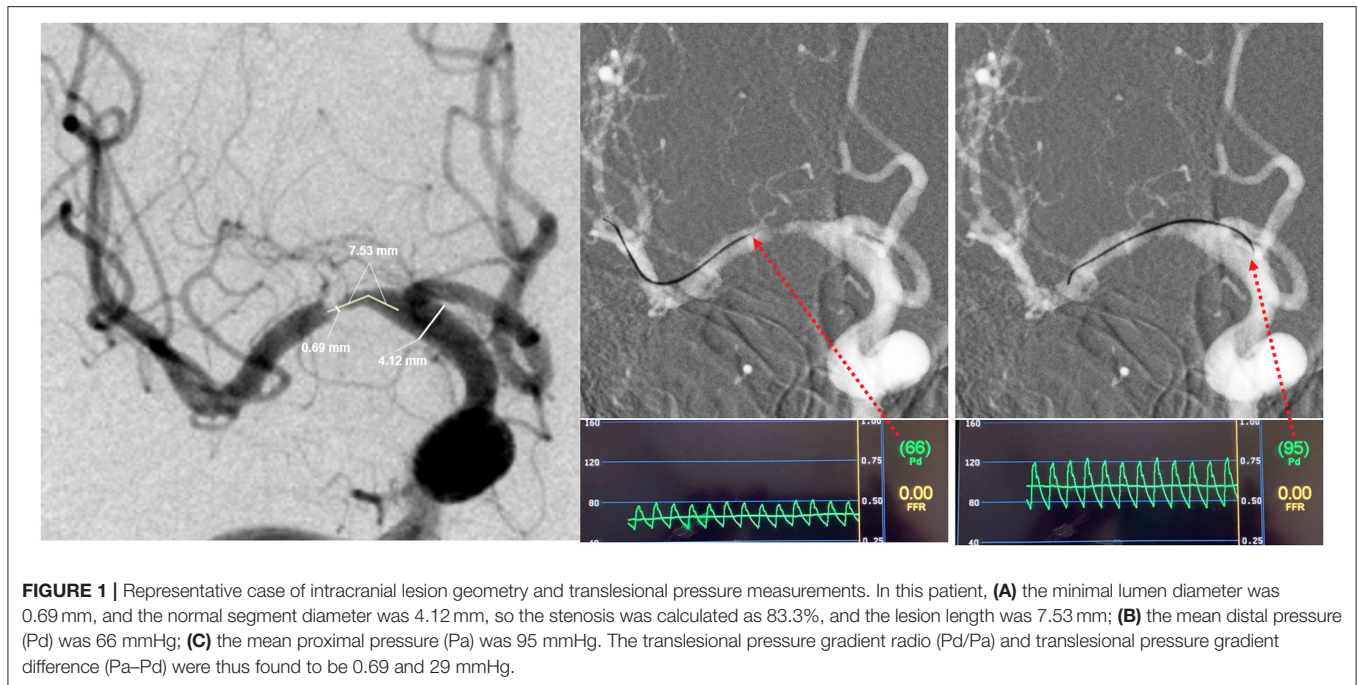 7.53 mm
0.69 mm
4.12 mm
160
120
80
40
1.00
0.75
0.50
0.25
(66)
Pd
0.00
FFR
160
120
80
40
1.00
0.75
0.50
0.25
(95)
Pd
0.00
FFR
FIGURE 1 | Representative case of intracranial lesion geometry and translesional pressure measurements. In this patient, (A) the minimal lumen diameter was
0.69 mm, and the normal segment diameter was 4.12 mm, so the stenosis was calculated as 83.3%, and the lesion length was 7.53 mm; (B) the mean distal pressure
(Pd) was 66 mmHg; (C) the mean proximal pressure (Pa) was 95 mmHg. The translesional pressure gradient radio (Pd/Pa) and translesional pressure gradient
difference (Pa–Pd) were thus found to be 0.69 and 29 mmHg.